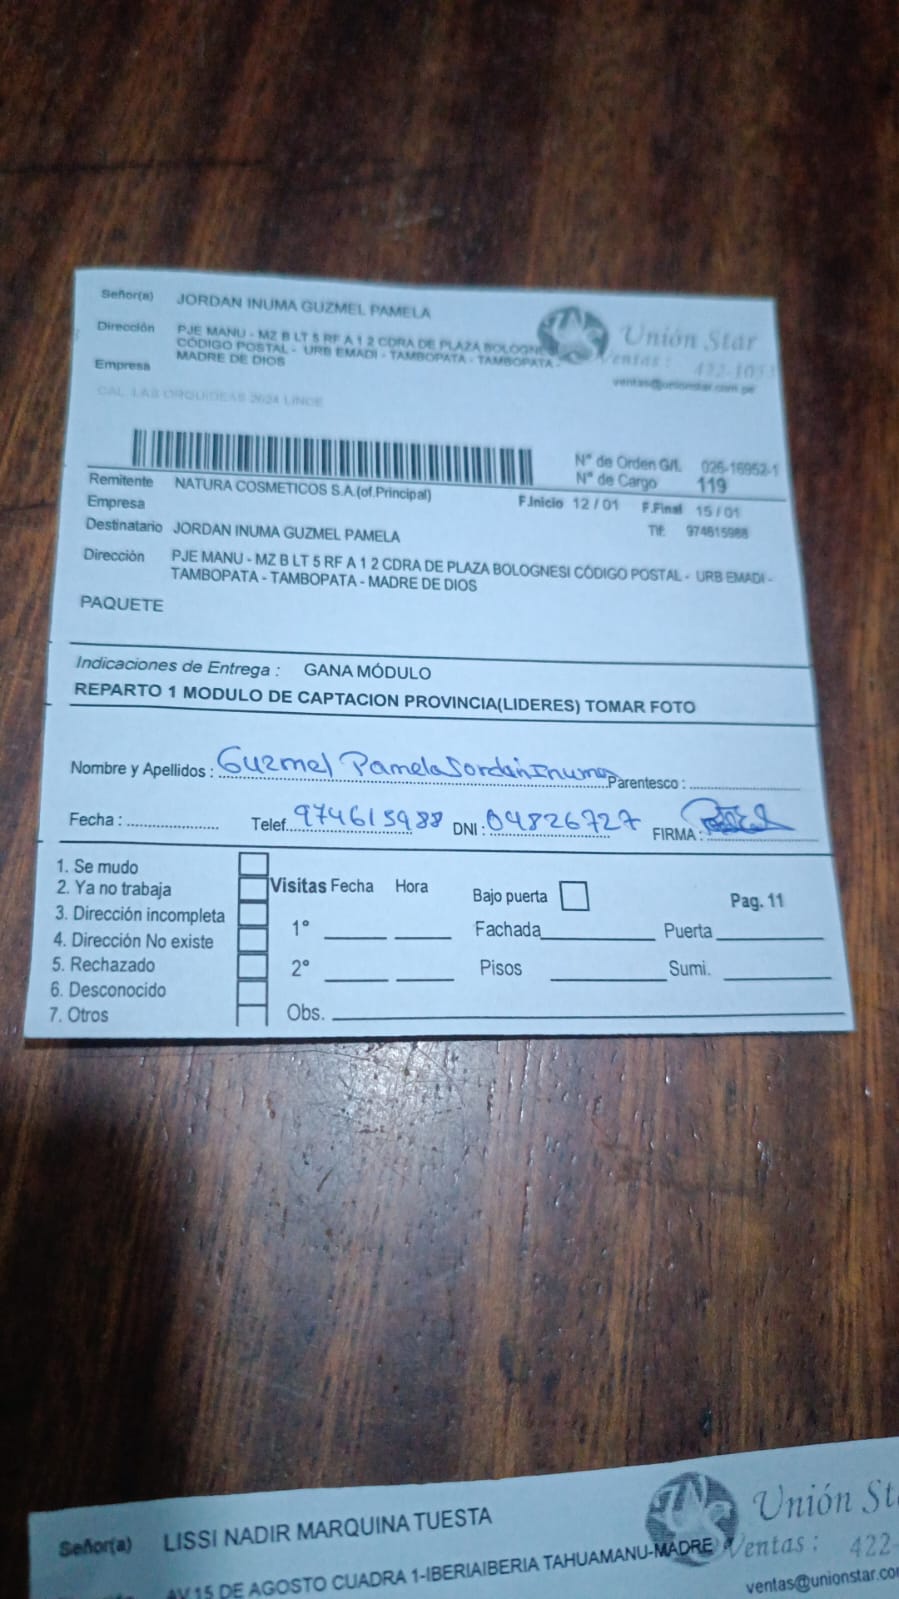 Señor(a) JORDAN INUMA GUZMEL PAMELA
Dirección PJE MANU - MZ B LT 5 RF A 1 2 CDRA DE PLAZA BOLOGNE
CÓDIGO POSTAL - URB EMADI - TAMBOPATA - TAMBOPATA -
MADRE DE DIOS
Empresa
CAL. LAS ORQUIDEAS 2624 LINCE
Unión Star
Ventas : 422-1053
ventas@unionstar.com.pe
N° de Orden G/I. 026-16952-1
N° de Cargo 119
Remitente NATURA COSMETICOS S.A.(of.Principal)
F.Inicio 12 / 01 F.Final 15 / 01
Empresa
Tlf: 974615988
Destinatario JORDAN INUMA GUZMEL PAMELA
Dirección PJE MANU - MZ B LT 5 RF A 1 2 CDRA DE PLAZA BOLOGNESI CÓDIGO POSTAL - URB EMADI -
TAMBOPATA - TAMBOPATA - MADRE DE DIOS
PAQUETE
Indicaciones de Entrega : GANA MÓDULO
REPARTO 1 MODULO DE CAPTACION PROVINCIA(LIDERES) TOMAR FOTO
Nombre y Apellidos : Guzmel Pamela Jordan Inuma Parentesco :
Fecha : Telef. 974615988 DNI : 04826727 FIRMA :
1. Se mudo
2. Ya no trabaja
3. Dirección incompleta
4. Dirección No existe
5. Rechazado
6. Desconocido
7. Otros
Visitas Fecha Hora
1°
2°
Obs.
Bajo puerta
Pag. 11
Fachada Puerta
Pisos Sumi.
Señor(a) LISSI NADIR MARQUINA TUESTA
AV 15 DE AGOSTO CUADRA 1-IBERIAIBERIA TAHUAMANU-MADRE
Unión St
Ventas : 422-
ventas@unionstar.co